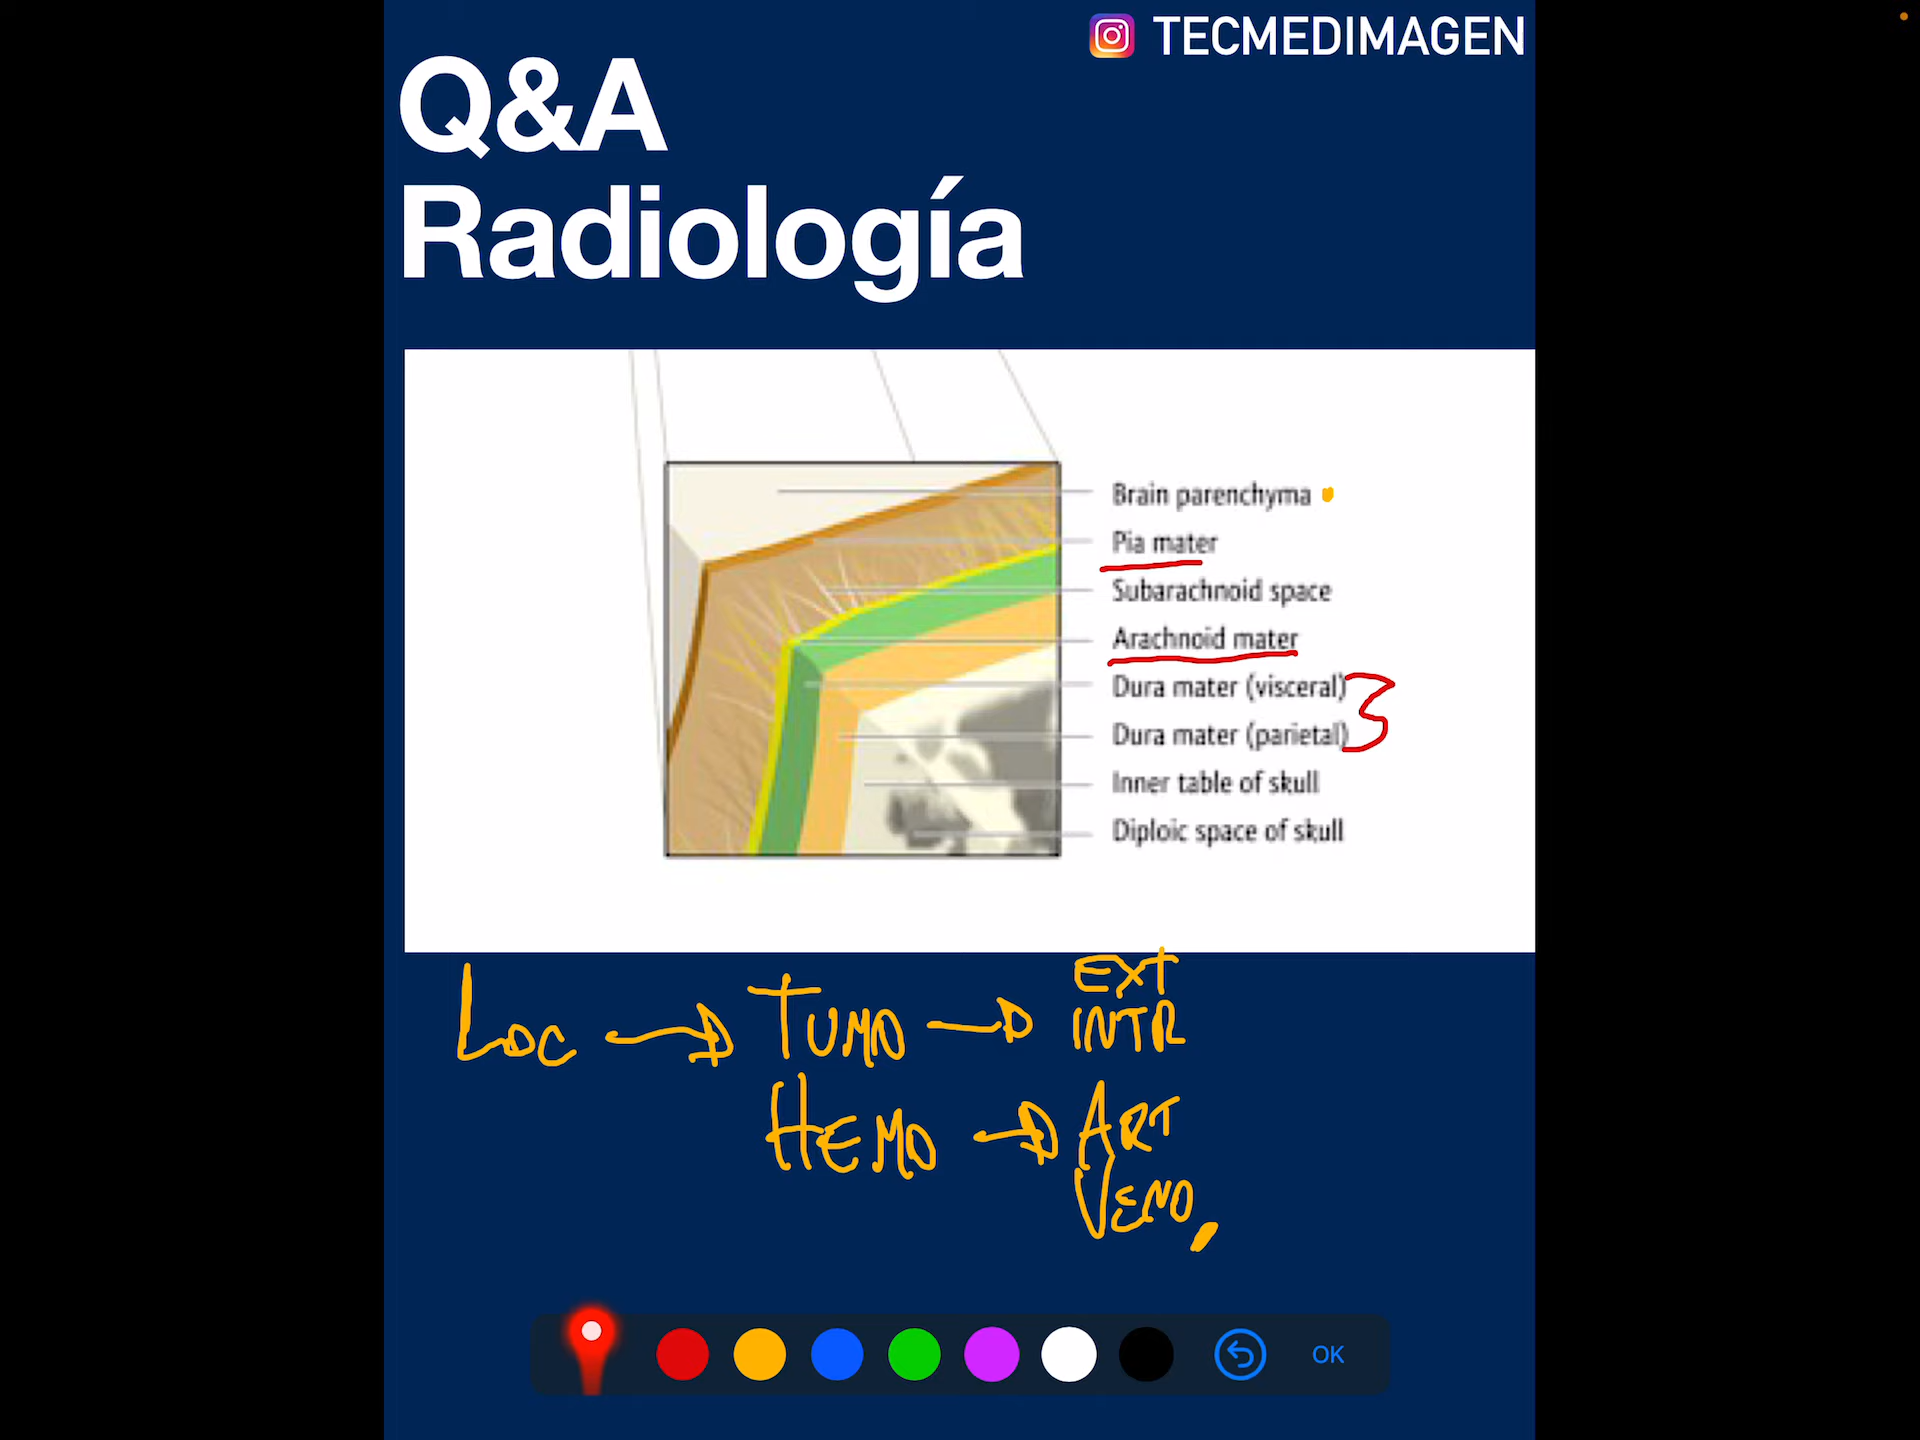 TECMEDIMAGEN
Q&A
Radiología
Brain parenchyma
Pia mater
Subarachnoid space
Arachnoid mater
Dura mater (visceral)
Dura mater (parietal)
Inner table of skull
Diploic space of skull
LOC → TUMO → EXT
INTR
HEMO → ART
VENO
OK